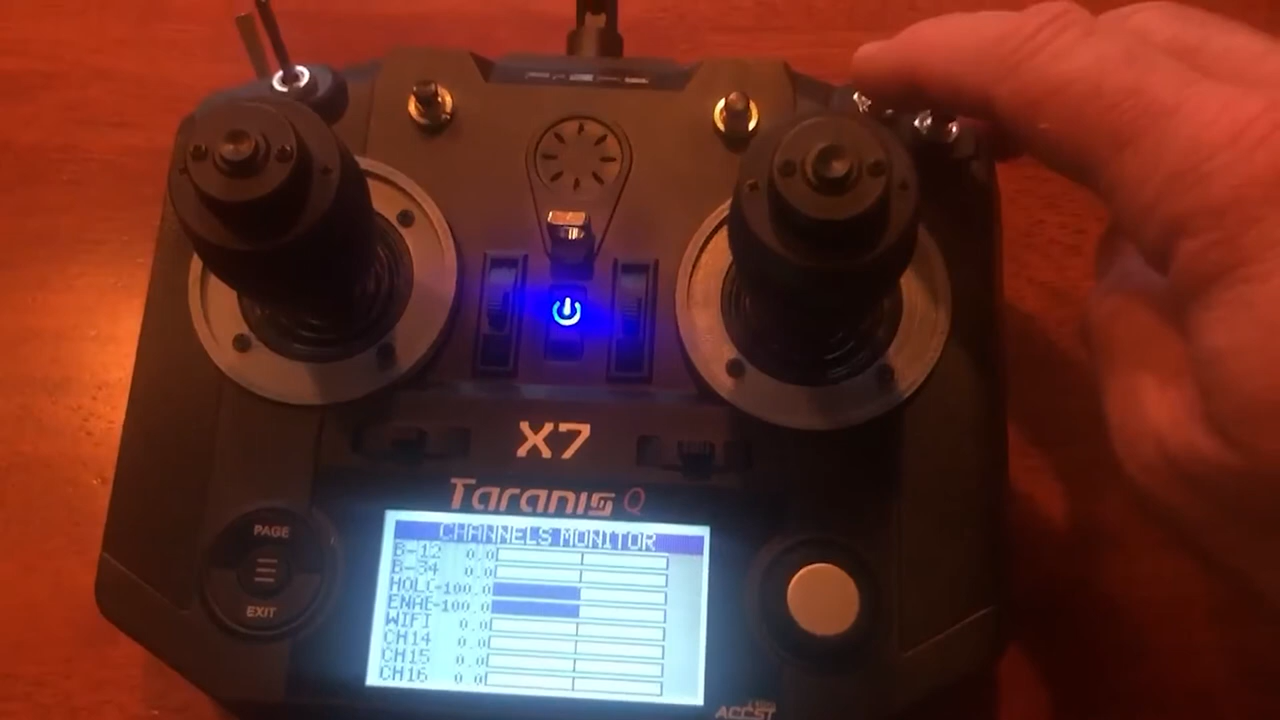 X7
Taranis Q
PAGE
EXIT
CHANNELS MONITOR
B-12 0.0
B-34 0.0
HOLC-100.0
ENAE-100.0
WIFI 0.0
CH14 0.0
CH15 0.0
CH16 0.0
ACCST